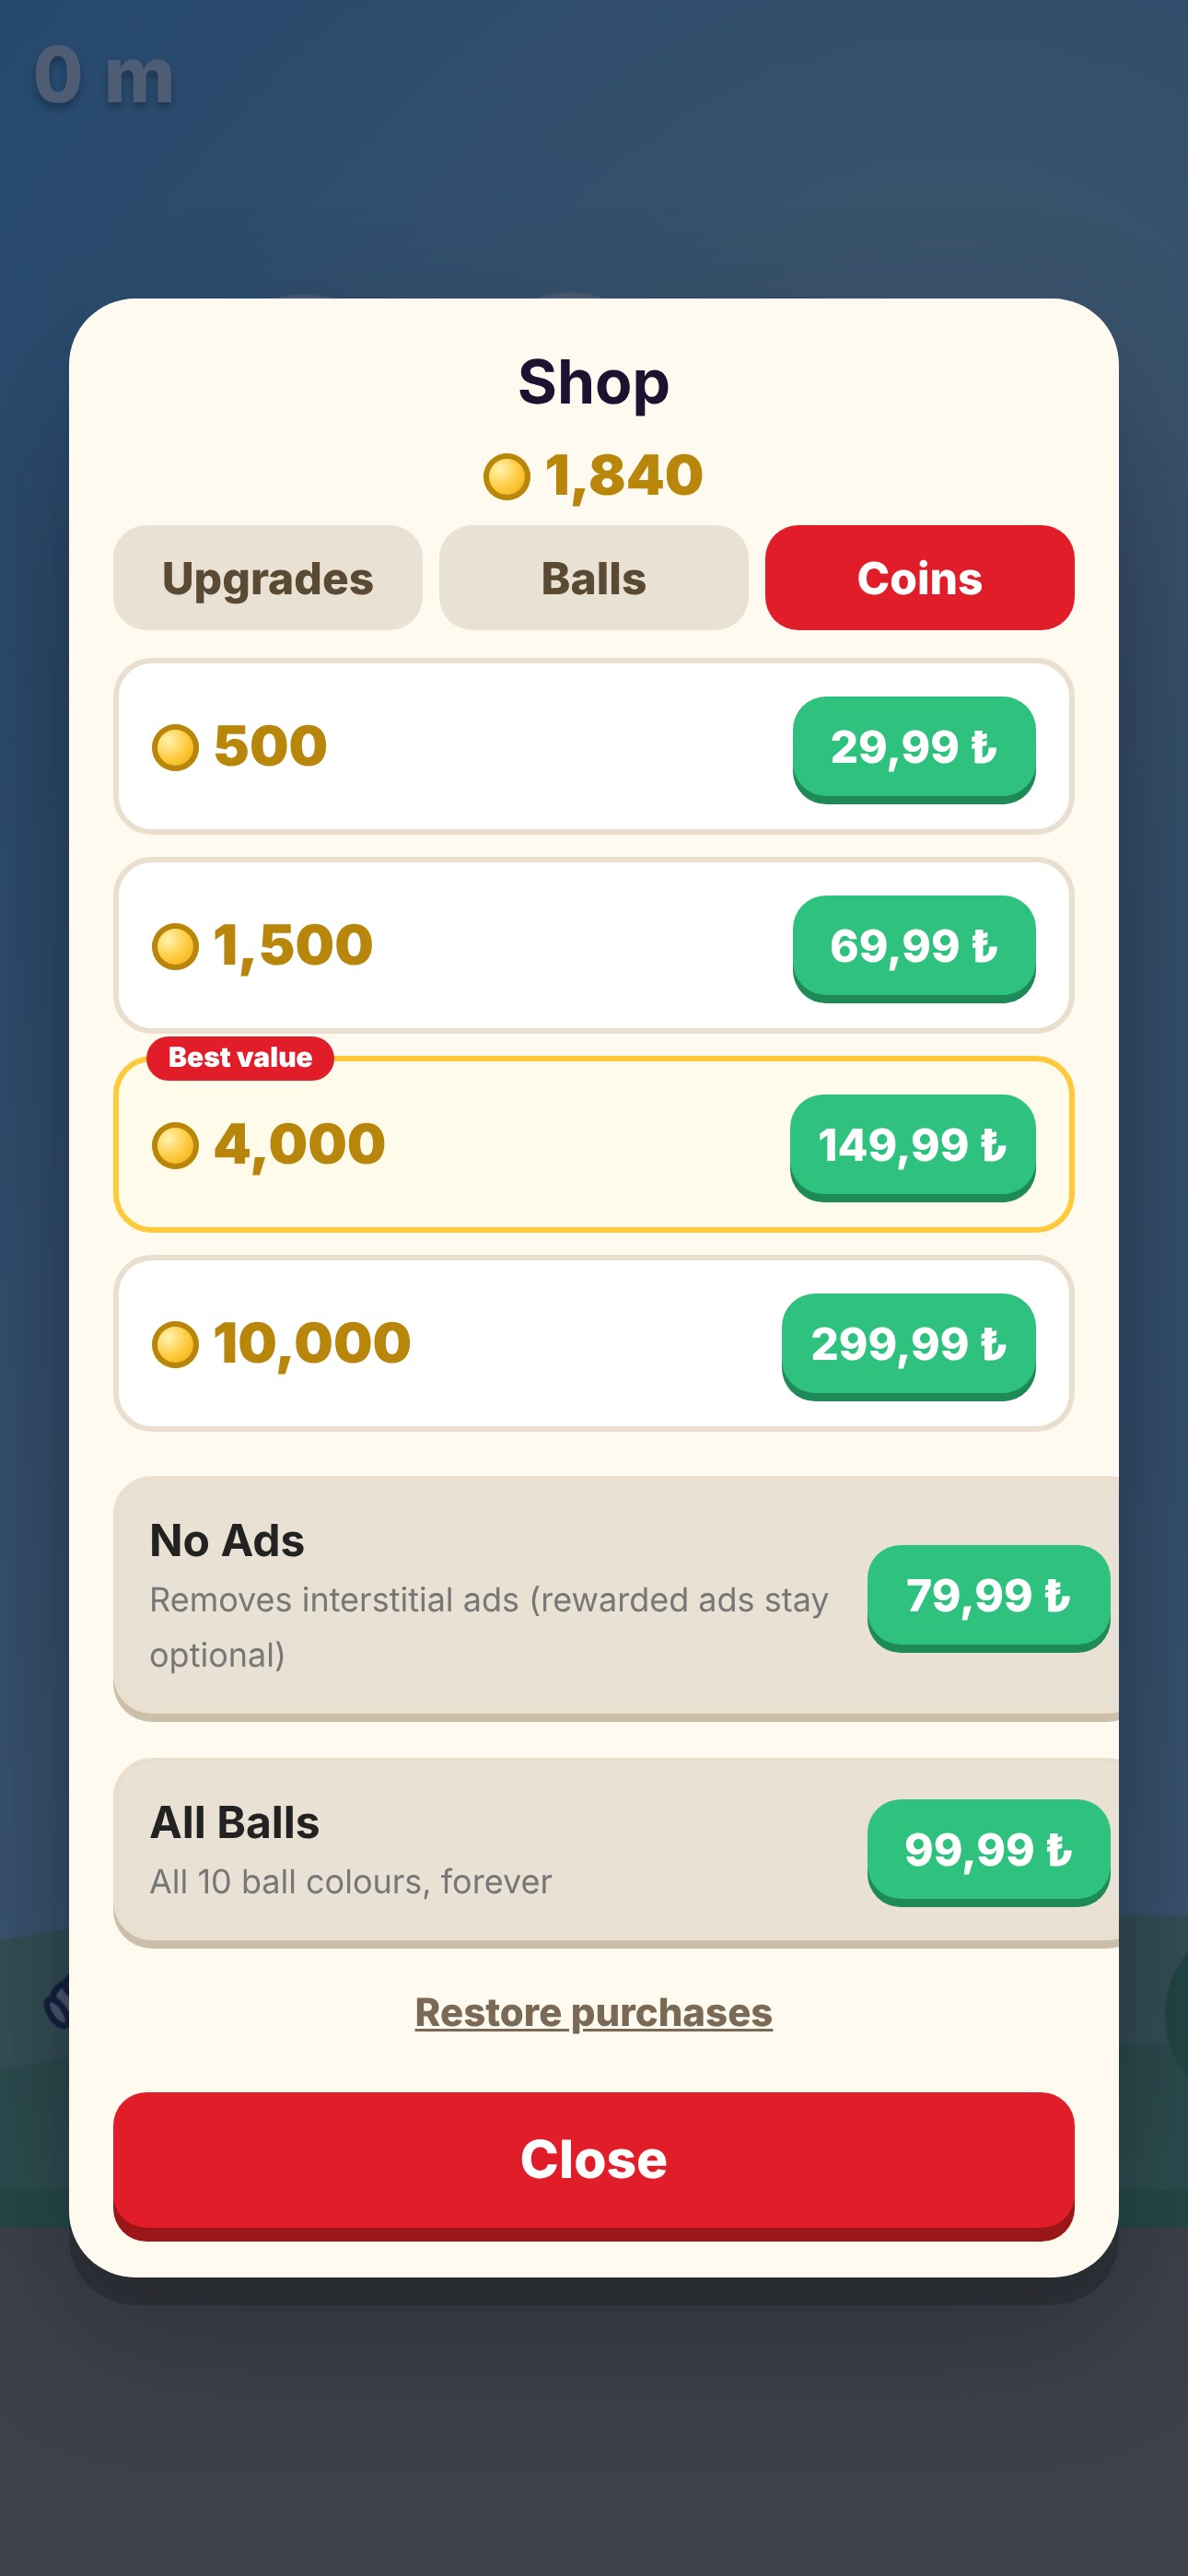 0 m
Shop
1,840
Upgrades
Balls
Coins
500
29,99 ₺
1,500
69,99 ₺
Best value
4,000
149,99 ₺
10,000
299,99 ₺
No Ads
Removes interstitial ads (rewarded ads stay
optional)
79,99 ₺
All Balls
All 10 ball colours, forever
99,99 ₺
Restore purchases
Close